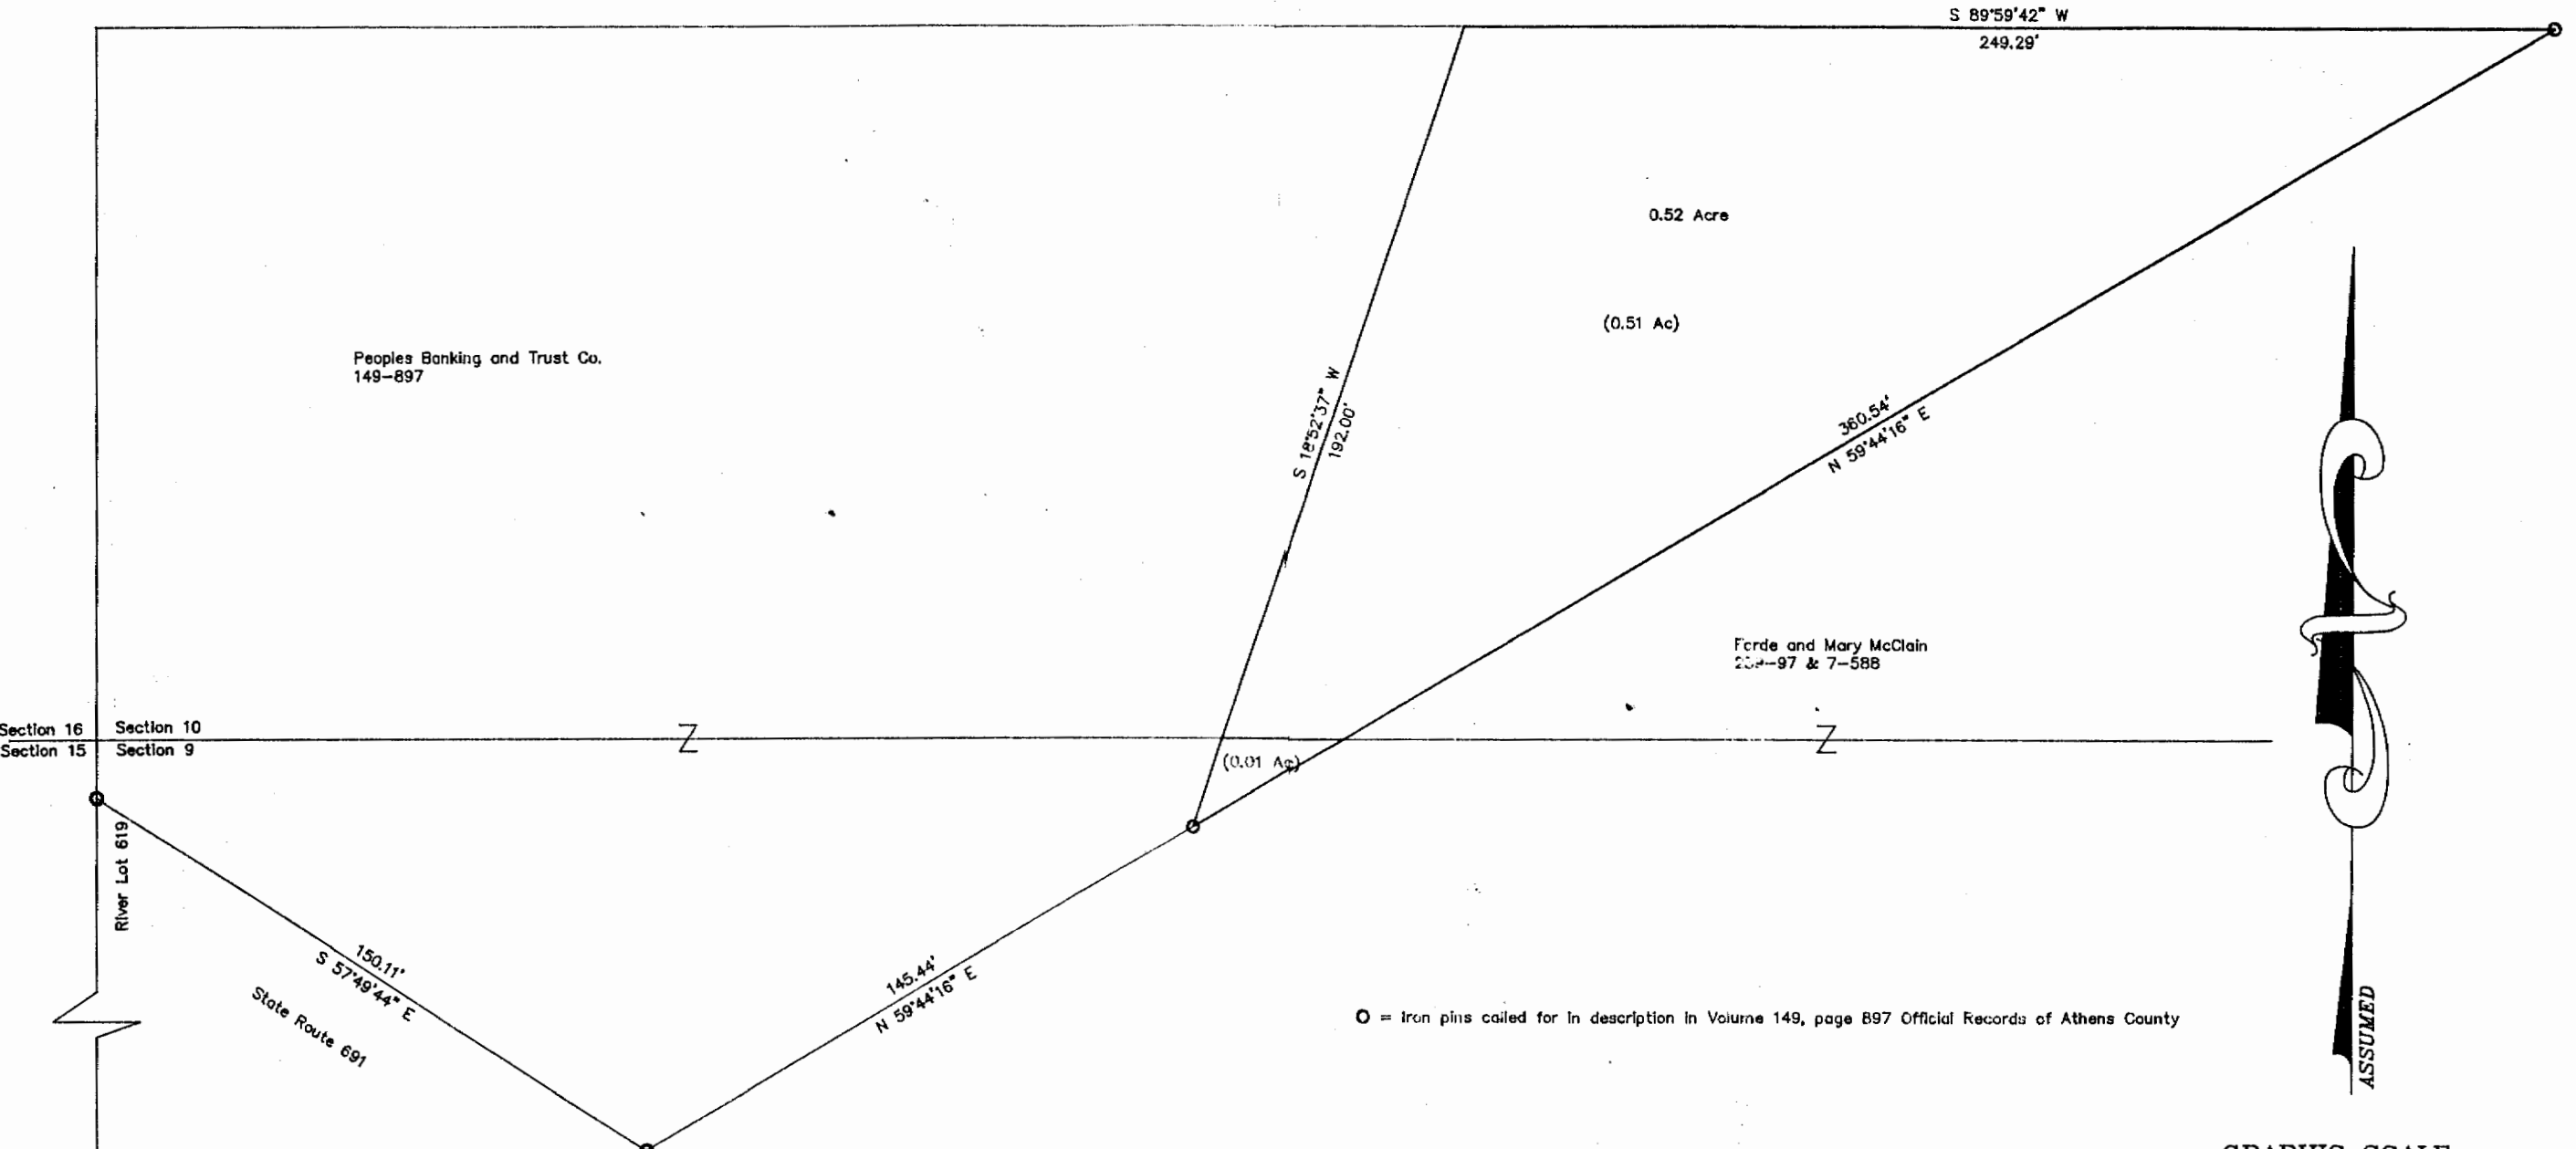 S 89°59'42" W
249.29'
0.52 Acre
(0.51 Ac)
Peoples Banking and Trust Co.
149-897
S 18°52'37" W
192.00'
360.54'
N 59°44'16" E
and Mary McClain
& 7-588
Section 16 Section 10
Section 15 Section 9
(0.01 Ac)
River Lot 619
150.11'
S 57°49'44" E
State Route 691
145.44'
N 59°44'16" E
O = iron pins called for in description in Volume 149, page 897 Official Records of Athens County
ASSUMED
GRAPHIC SCALE